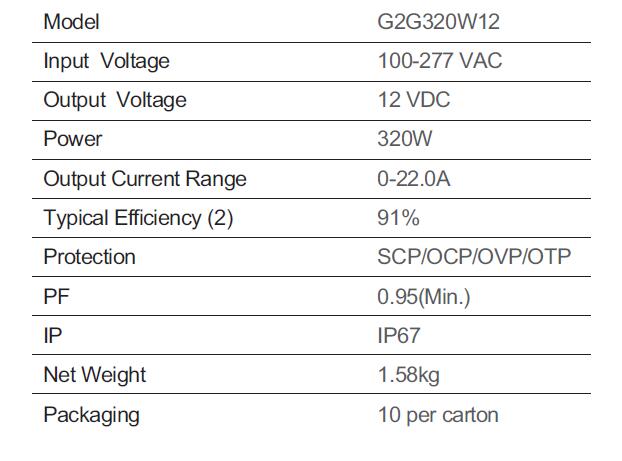 Model G2G320W12
Input Voltage 100-277 VAC
Output Voltage 12 VDC
Power 320W
Output Current Range 0-22.0A
Typical Efficiency (2) 91%
Protection SCP/OCP/OVP/OTP
PF 0.95(Min.)
IP IP67
Net Weight 1.58kg
Packaging 10 per carton